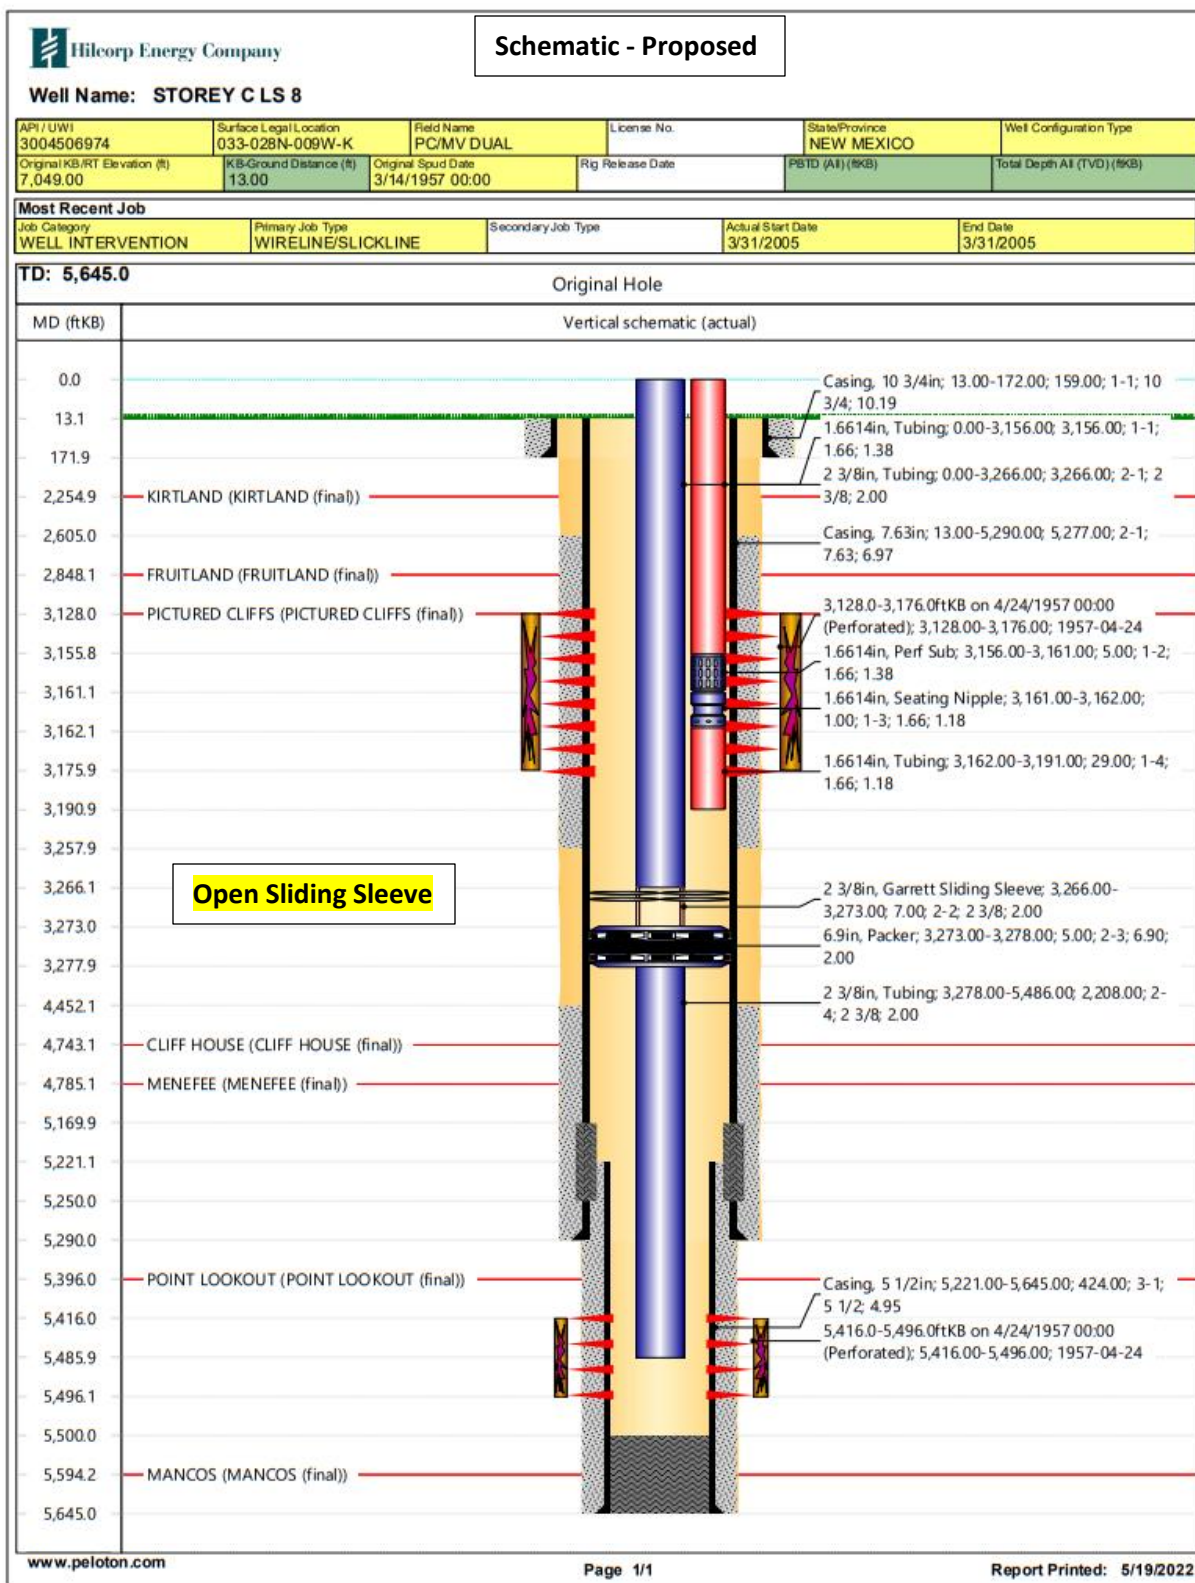 Hilcorp Energy Company
Schematic - Proposed
Well Name: STOREY C LS 8
API / UWI
3004506974
Surface Legal Location
033-028N-009W-K
Field Name
PC/MV DUAL
License No.
State/Province
NEW MEXICO
Well Configuration Type
Original KB/RT Elevation (ft)
7,049.00
KB-Ground Distance (ft)
13.00
Original Spud Date
3/14/1957 00:00
Rig Release Date
PBTD (All) (ftKB)
Total Depth All (TVD) (ftKB)
Most Recent Job
Job Category
WELL INTERVENTION
Primary Job Type
WIRELINE/SLICKLINE
Secondary Job Type
Actual Start Date
3/31/2005
End Date
3/31/2005
TD: 5,645.0
Original Hole
MD (ftKB)
Vertical schematic (actual)
0.0
13.1
171.9
2,254.9
2,605.0
2,848.1
3,128.0
3,155.8
3,161.1
3,162.1
3,175.9
3,190.9
3,257.9
3,266.1
3,273.0
3,277.9
4,452.1
4,743.1
4,785.1
5,169.9
5,221.1
5,250.0
5,290.0
5,396.0
5,416.0
5,485.9
5,496.1
5,500.0
5,594.2
5,645.0
KIRTLAND (KIRTLAND (final))
FRUITLAND (FRUITLAND (final))
PICTURED CLIFFS (PICTURED CLIFFS (final))
Open Sliding Sleeve
CLIFF HOUSE (CLIFF HOUSE (final))
MENEFEE (MENEFEE (final))
POINT LOOKOUT (POINT LOOKOUT (final))
MANCOS (MANCOS (final))
Casing, 10 3/4in; 13.00-172.00; 159.00; 1-1; 10
3/4; 10.19
1.6614in, Tubing; 0.00-3,156.00; 3,156.00; 1-1;
1.66; 1.38
2 3/8in, Tubing; 0.00-3,266.00; 3,266.00; 2-1; 2
3/8; 2.00
Casing, 7.63in; 13.00-5,290.00; 5,277.00; 2-1;
7.63; 6.97
3,128.0-3,176.0ftKB on 4/24/1957 00:00
(Perforated); 3,128.00-3,176.00; 1957-04-24
1.6614in, Perf Sub; 3,156.00-3,161.00; 5.00; 1-2;
1.66; 1.38
1.6614in, Seating Nipple; 3,161.00-3,162.00;
1.00; 1-3; 1.66; 1.18
1.6614in, Tubing; 3,162.00-3,191.00; 29.00; 1-4;
1.66; 1.18
2 3/8in, Garrett Sliding Sleeve; 3,266.00-
3,273.00; 7.00; 2-2; 2 3/8; 2.00
6.9in, Packer; 3,273.00-3,278.00; 5.00; 2-3; 6.90;
2.00
2 3/8in, Tubing; 3,278.00-5,486.00; 2,208.00; 2-
4; 2 3/8; 2.00
Casing, 5 1/2in; 5,221.00-5,645.00; 424.00; 3-1;
5 1/2; 4.95
5,416.0-5,496.0ftKB on 4/24/1957 00:00
(Perforated); 5,416.00-5,496.00; 1957-04-24
www.peloton.com
Page 1/1
Report Printed: 5/19/2022